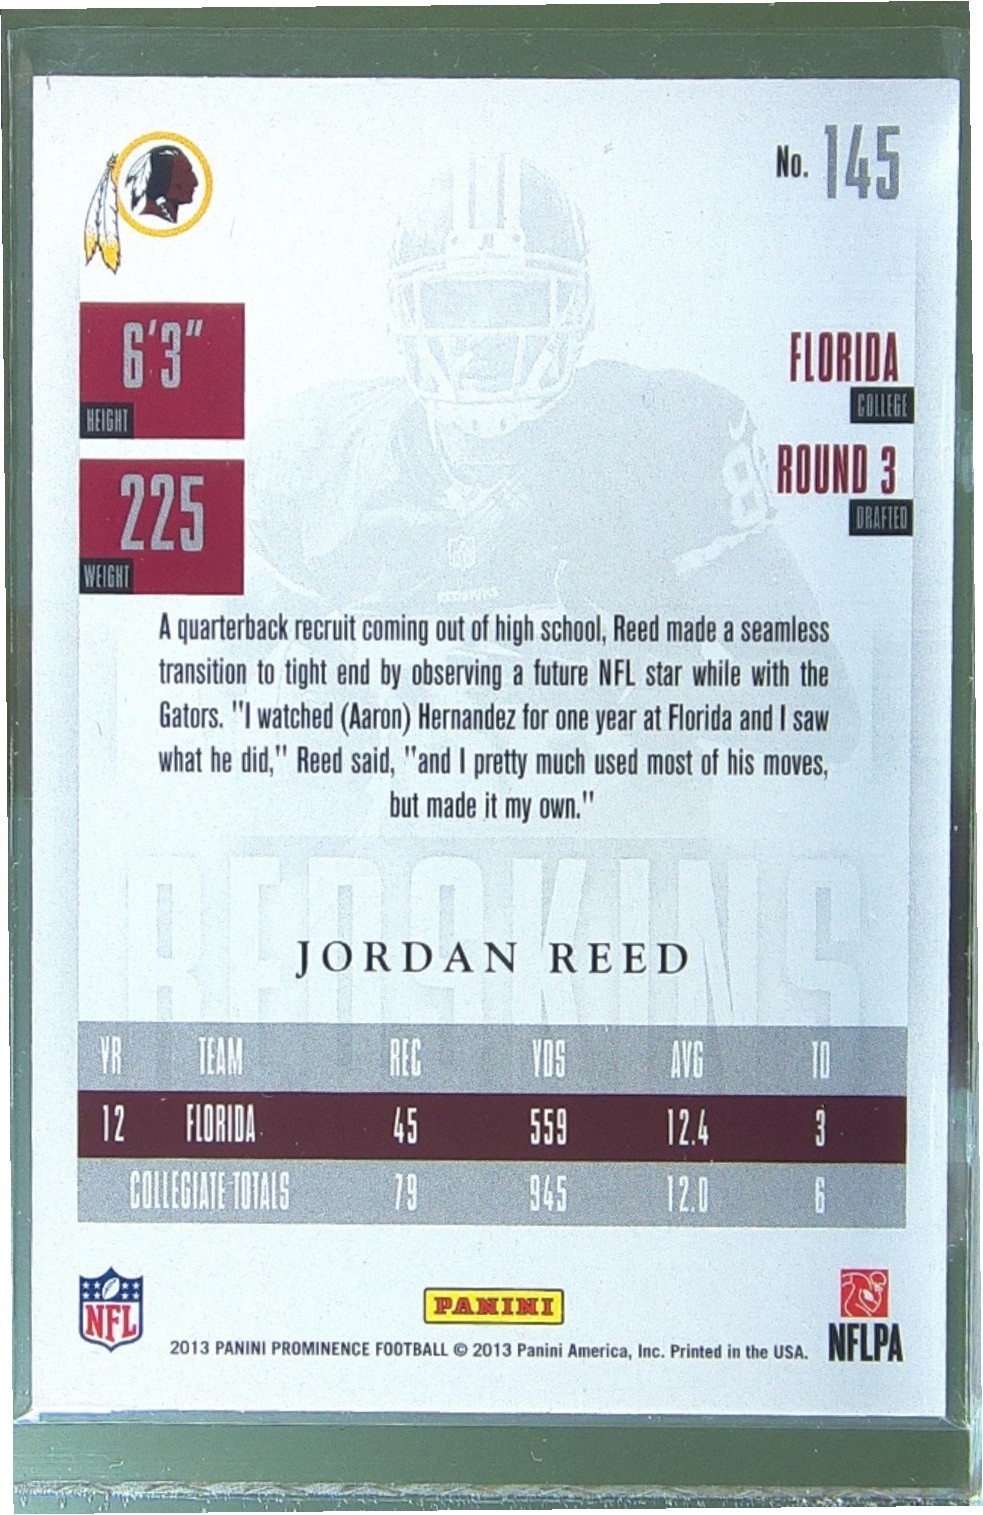 No. 145
6'3"
HEIGHT
FLORIDA
COLLEGE
225
WEIGHT
ROUND 3
DRAFTED
A quarterback recruit coming out of high school, Reed made a seamless
transition to tight end by observing a future NFL star while with the
Gators. "I watched (Aaron) Hernandez for one year at Florida and I saw
what he did," Reed said, "and I pretty much used most of his moves,
but made it my own."
REDSKINS
JORDAN REED
YR TEAM REC YDS AVG TD
12 FLORIDA 45 559 12.4 3
COLLEGIATE TOTALS 79 945 12.0 6
NFL
PANINI
2013 PANINI PROMINENCE FOOTBALL © 2013 Panini America, Inc. Printed in the USA.
NFLPA